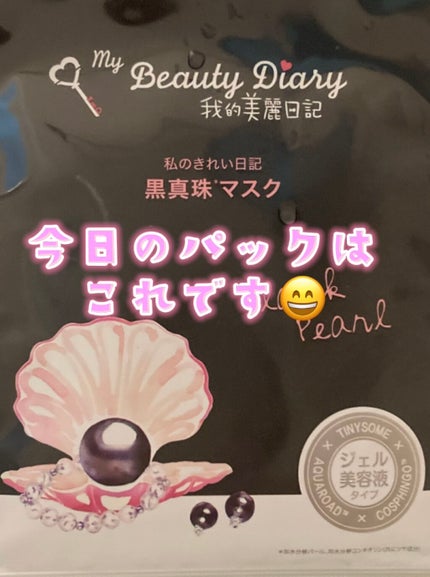 My
Beauty Diary
我的美麗日記
私のきれい日記
黒真珠*マスク
今日のパックは
これです😄
Pearl
TINYSOME
×
×
ジェル
美容液
タイプ
AQUAROAD™ × COSPHINGO™